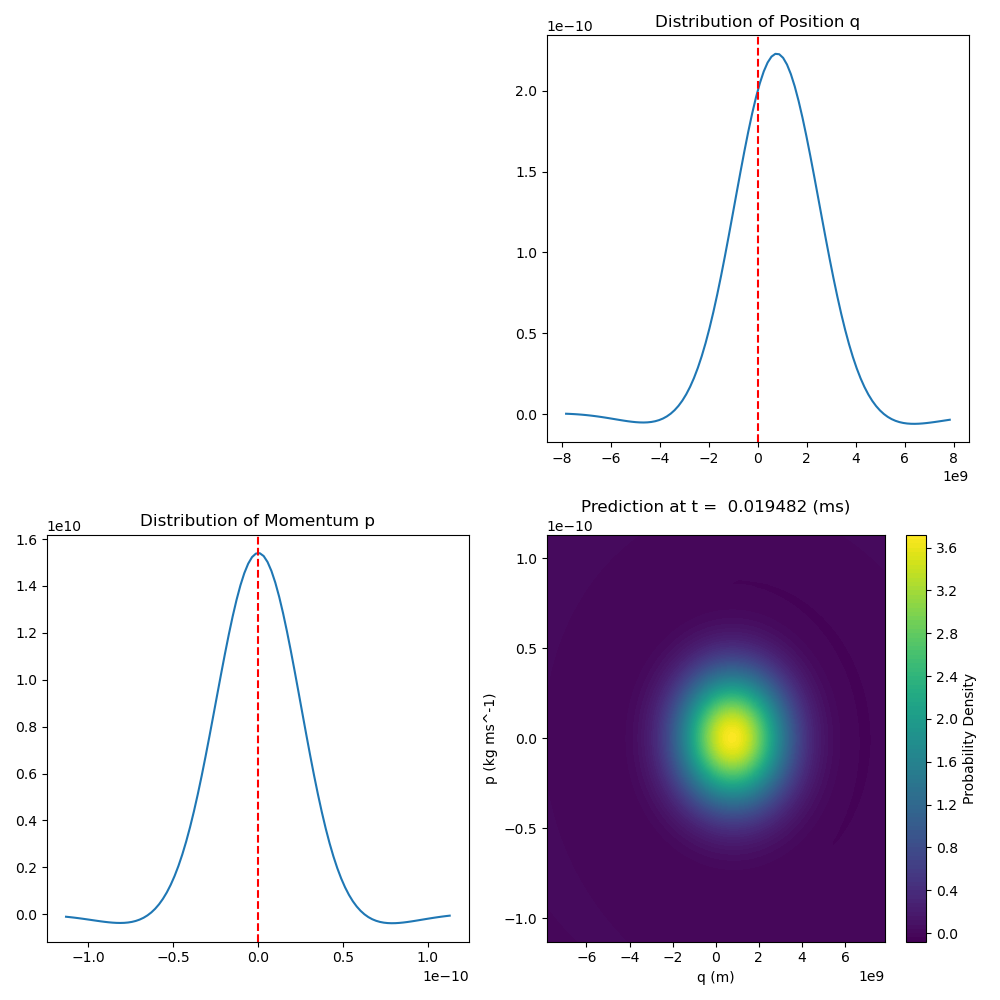 Distribution of Position q
1e−10
2.0
1.5
1.0
0.5
0.0
−8 −6 −4 −2 0 2 4 6 8
1e9
Distribution of Momentum p
1e10
1.6
1.4
1.2
1.0
0.8
0.6
0.4
0.2
0.0
−1.0 −0.5 0.0 0.5 1.0
1e−10
Prediction at t =  0.019482 (ms)
1e−10
1.0
0.5
0.0
−0.5
−1.0
p (kg ms^-1)
−6 −4 −2 0 2 4 6
q (m)
1e9
3.6
3.2
2.8
2.4
2.0
1.6
1.2
0.8
0.4
0.0
Probability Density